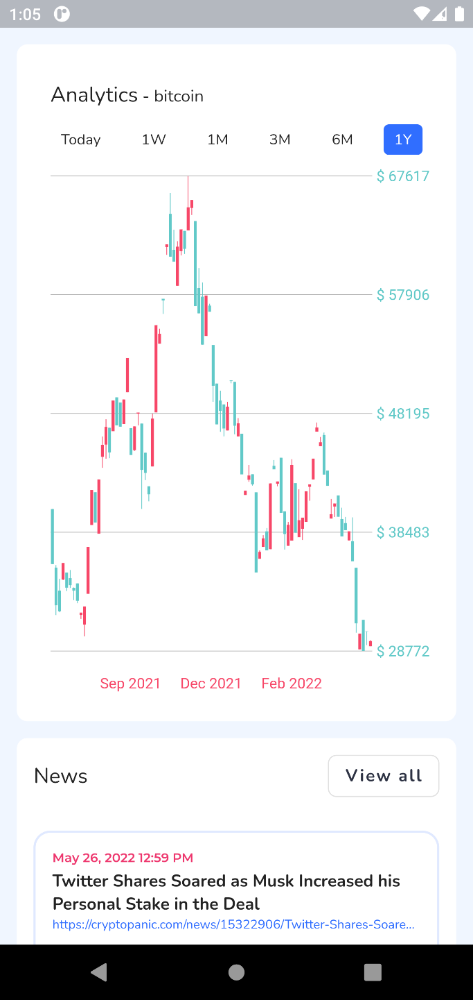 1:05
Analytics - bitcoin
Today 1W 1M 3M 6M 1Y
$ 67617
$ 57906
$ 48195
$ 38483
$ 28772
Sep 2021 Dec 2021 Feb 2022
News View all
May 26, 2022 12:59 PM
Twitter Shares Soared as Musk Increased his
Personal Stake in the Deal
https://cryptopanic.com/news/15322906/Twitter-Shares-Soare...